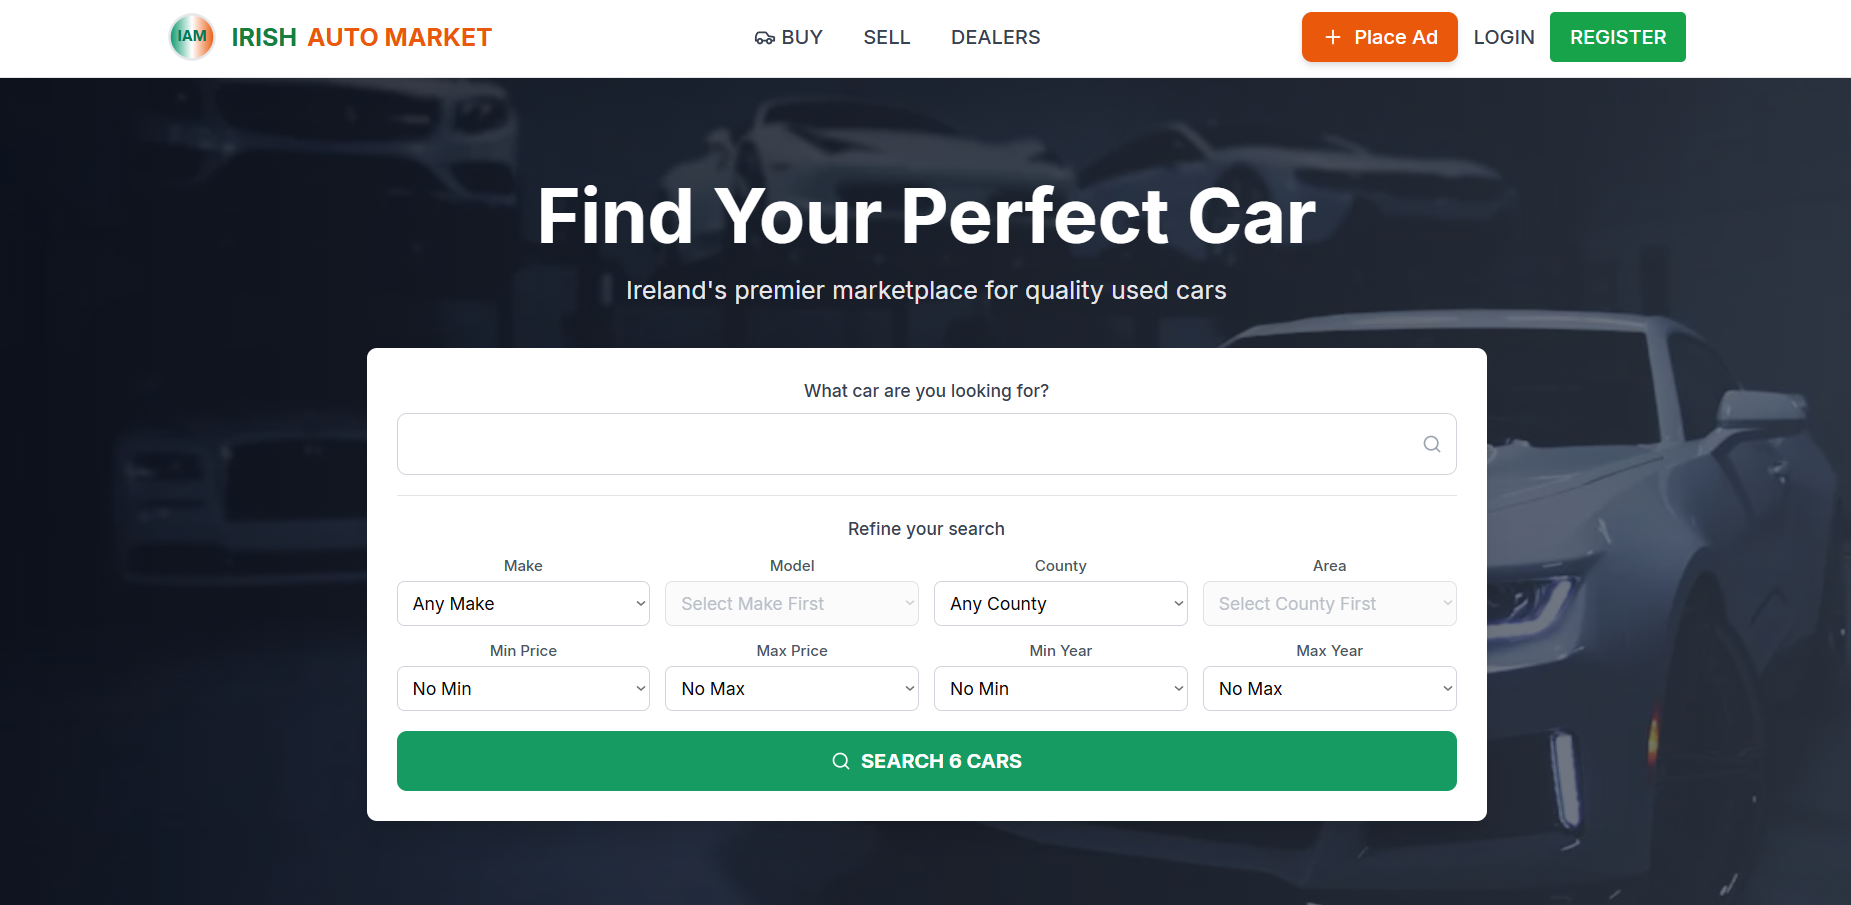 IAM IRISH AUTO MARKET BUY SELL DEALERS + Place Ad LOGIN REGISTER
Find Your Perfect Car
Ireland's premier marketplace for quality used cars
What car are you looking for?
Refine your search
Make Model County Area
Any Make Select Make First Any County Select County First
Min Price Max Price Min Year Max Year
No Min No Max No Min No Max
SEARCH 6 CARS